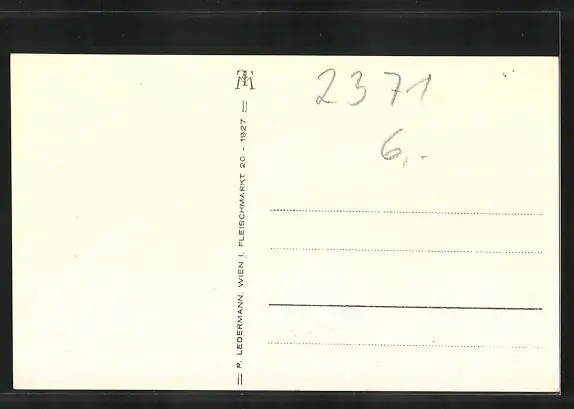 2371
6,.-
P. LEDERMANN, WIEN I, FLEISCHMARKT 20 - 1927